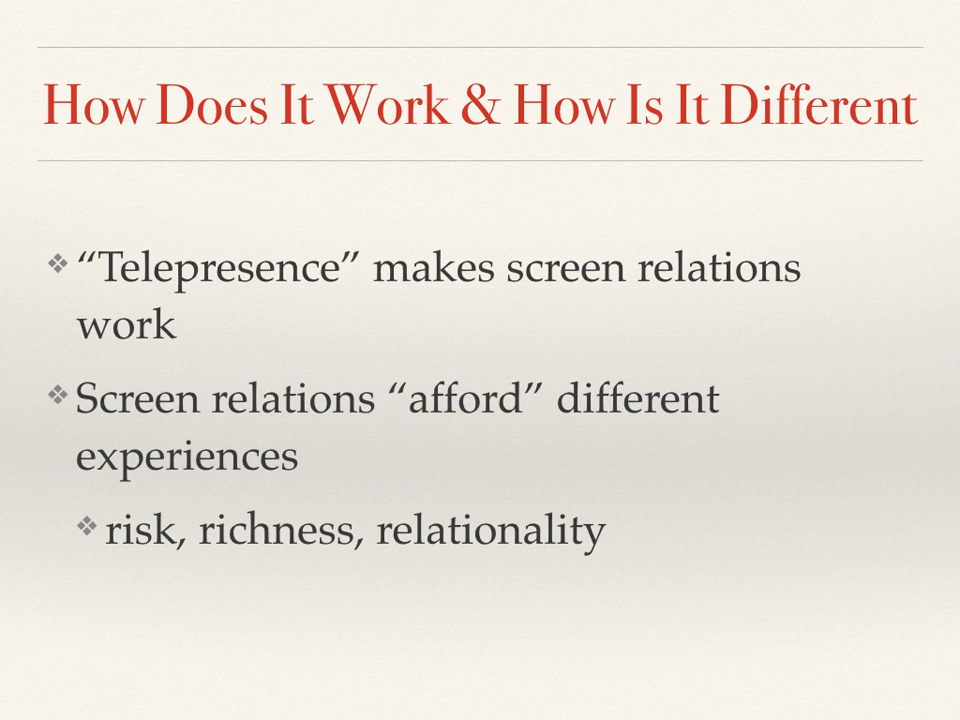 How Does It Work & How Is It Different
❖ “Telepresence” makes screen relations
work
❖ Screen relations “afford” different
experiences
❖ risk, richness, relationality